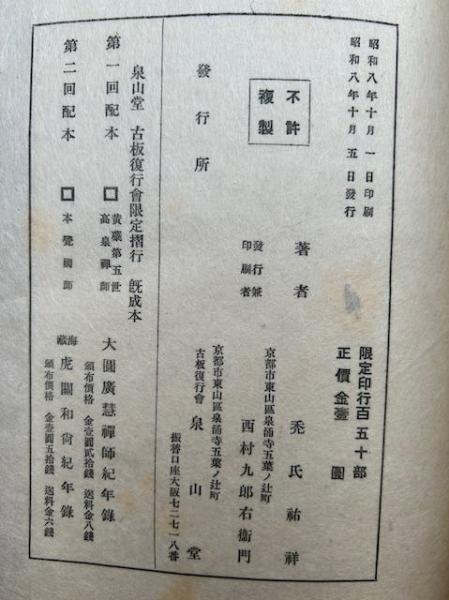 昭和八年十月一日印刷
昭和八年十月五日發行
限定印行百五十部
正價金壹圓
不許
複製
著者
禿氏祐祥
發行兼
印刷者
京都市東山區泉涌寺五葉ノ辻町
西村九郎右衞門
發行所
京都市東山區泉涌寺五葉ノ辻町
古板復行會
泉山堂
振替口座大阪七二七一八番
泉山堂 古板復行會限定摺行 旣成本
第一回配本
黄檗第五世
高泉禪師
大圓廣慧禪師紀年錄
頒布價格 金壹圓貳拾錢 送料金八錢
第二回配本
本覺國師
海藏
虎關和尙紀年錄
頒布價格 金壹圓五拾錢 送料金六錢